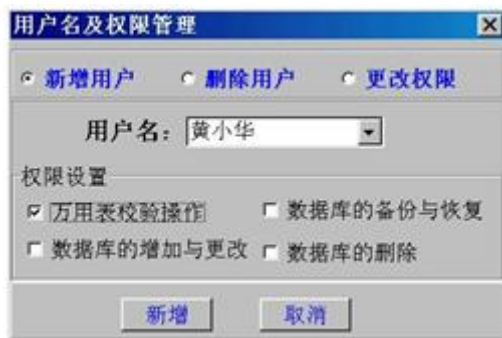 用户名及权限管理
新增用户 删除用户 更改权限
用户名: 黄小华
权限设置
万用表校验操作 数据库的备份与恢复
数据库的增加与更改 数据库的删除
新增 取消